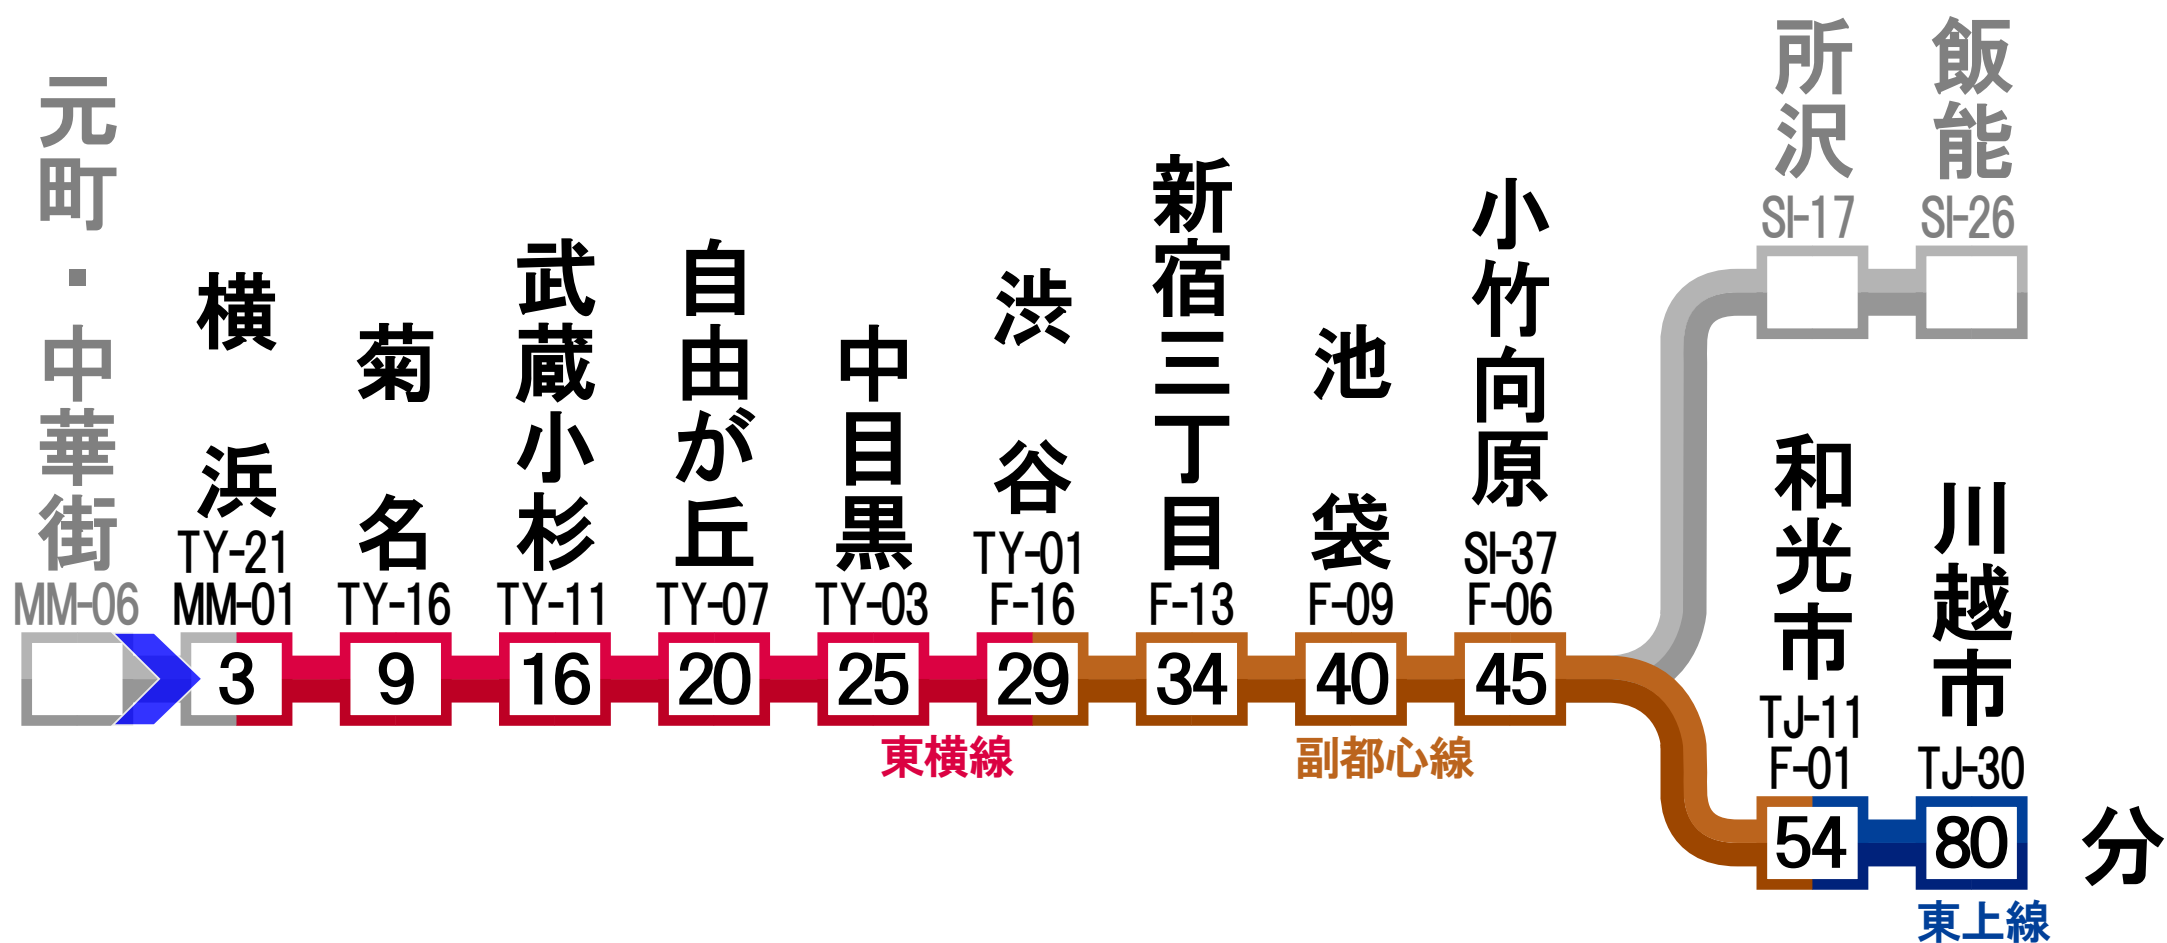 元町・中華街
MM-06
横浜
TY-21
MM-01
3
菊名
TY-16
9
武蔵小杉
TY-11
16
自由が丘
TY-07
20
中目黒
TY-03
25
渋谷
TY-01
F-16
29
新宿三丁目
F-13
34
池袋
F-09
40
小竹向原
SI-37
F-06
45
所沢
SI-17
飯能
SI-26
和光市
TJ-11
F-01
54
川越市
TJ-30
80
分
東横線
副都心線
東上線